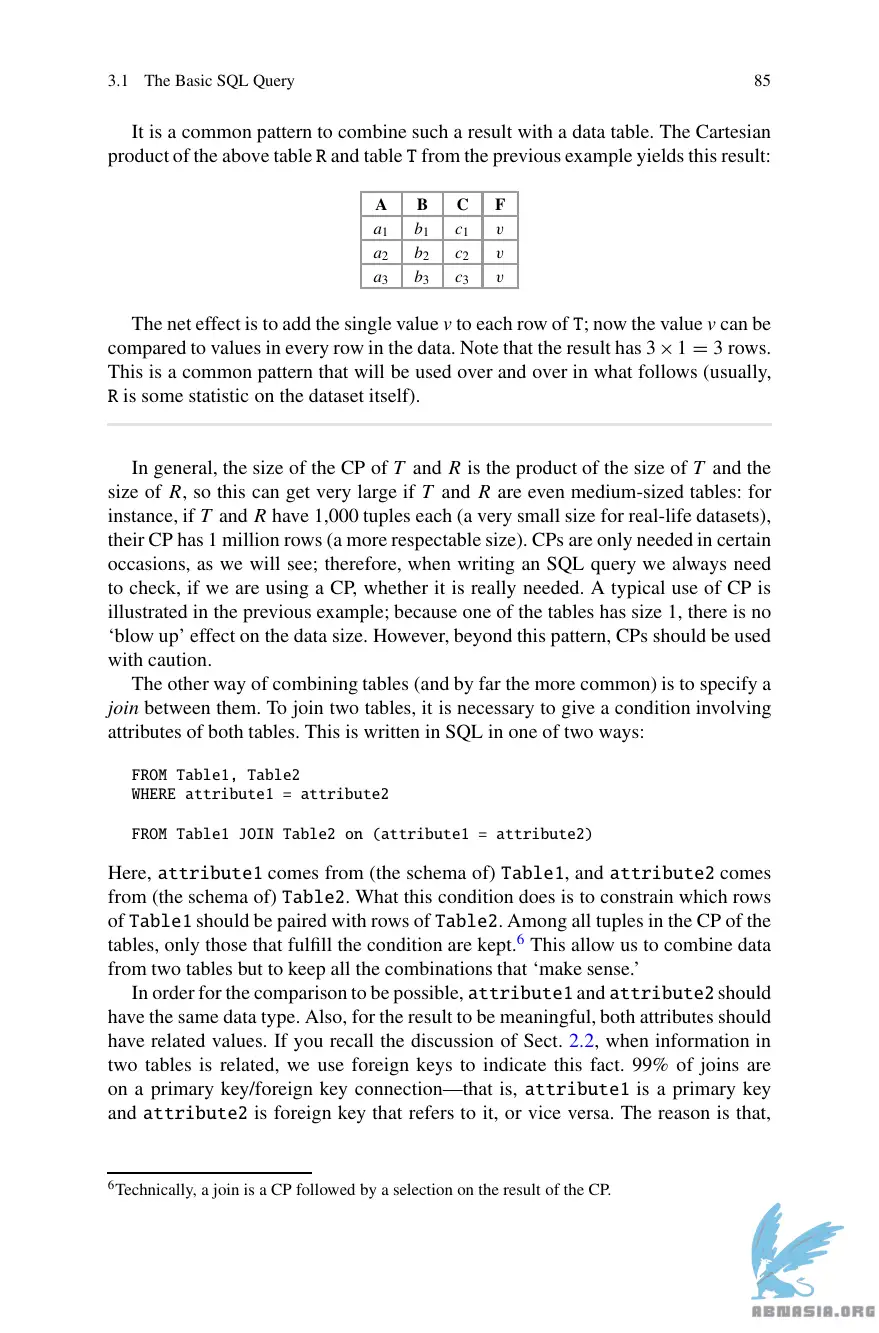 3.1 The Basic SQL Query 85
It is a common pattern to combine such a result with a data table. The Cartesian
product of the above table R and table T from the previous example yields this result:
A B C F
a1 b1 c1 v
a2 b2 c2 v
a3 b3 c3 v
The net effect is to add the single value v to each row of T; now the value v can be
compared to values in every row in the data. Note that the result has 3 × 1 = 3 rows.
This is a common pattern that will be used over and over in what follows (usually,
R is some statistic on the dataset itself).
In general, the size of the CP of T and R is the product of the size of T and the
size of R, so this can get very large if T and R are even medium-sized tables: for
instance, if T and R have 1,000 tuples each (a very small size for real-life datasets),
their CP has 1 million rows (a more respectable size). CPs are only needed in certain
occasions, as we will see; therefore, when writing an SQL query we always need
to check, if we are using a CP, whether it is really needed. A typical use of CP is
illustrated in the previous example; because one of the tables has size 1, there is no
‘blow up’ effect on the data size. However, beyond this pattern, CPs should be used
with caution.
The other way of combining tables (and by far the more common) is to specify a
join between them. To join two tables, it is necessary to give a condition involving
attributes of both tables. This is written in SQL in one of two ways:
FROM Table1, Table2
WHERE attribute1 = attribute2
FROM Table1 JOIN Table2 on (attribute1 = attribute2)
Here, attribute1 comes from (the schema of) Table1, and attribute2 comes
from (the schema of) Table2. What this condition does is to constrain which rows
of Table1 should be paired with rows of Table2. Among all tuples in the CP of the
tables, only those that fulfill the condition are kept.6 This allow us to combine data
from two tables but to keep all the combinations that ‘make sense.’
In order for the comparison to be possible, attribute1 and attribute2 should
have the same data type. Also, for the result to be meaningful, both attributes should
have related values. If you recall the discussion of Sect. 2.2, when information in
two tables is related, we use foreign keys to indicate this fact. 99% of joins are
on a primary key/foreign key connection—that is, attribute1 is a primary key
and attribute2 is foreign key that refers to it, or vice versa. The reason is that,
6Technically, a join is a CP followed by a selection on the result of the CP.
ABNASIA.ORG